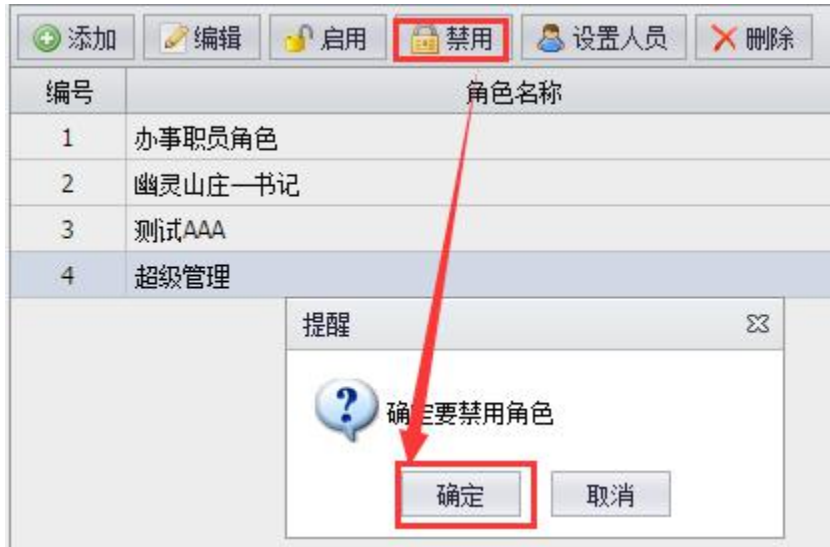 添加 编辑 启用 禁用 设置人员 删除
编号 角色名称
1 办事职员角色
2 幽灵山庄—书记
3 测试AAA
4 超级管理
提醒
确定要禁用角色
确定 取消